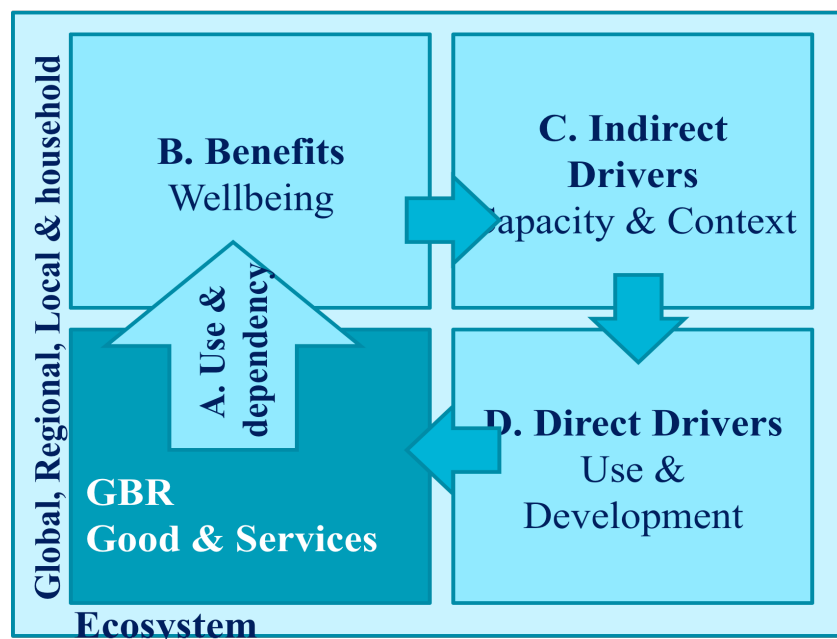 Global, Regional, Local & household
B. Benefits
Wellbeing
C. Indirect
Drivers
Capacity & Context
A. Use &
dependency
GBR
Good & Services
D. Direct Drivers
Use &
Development
Ecosystem